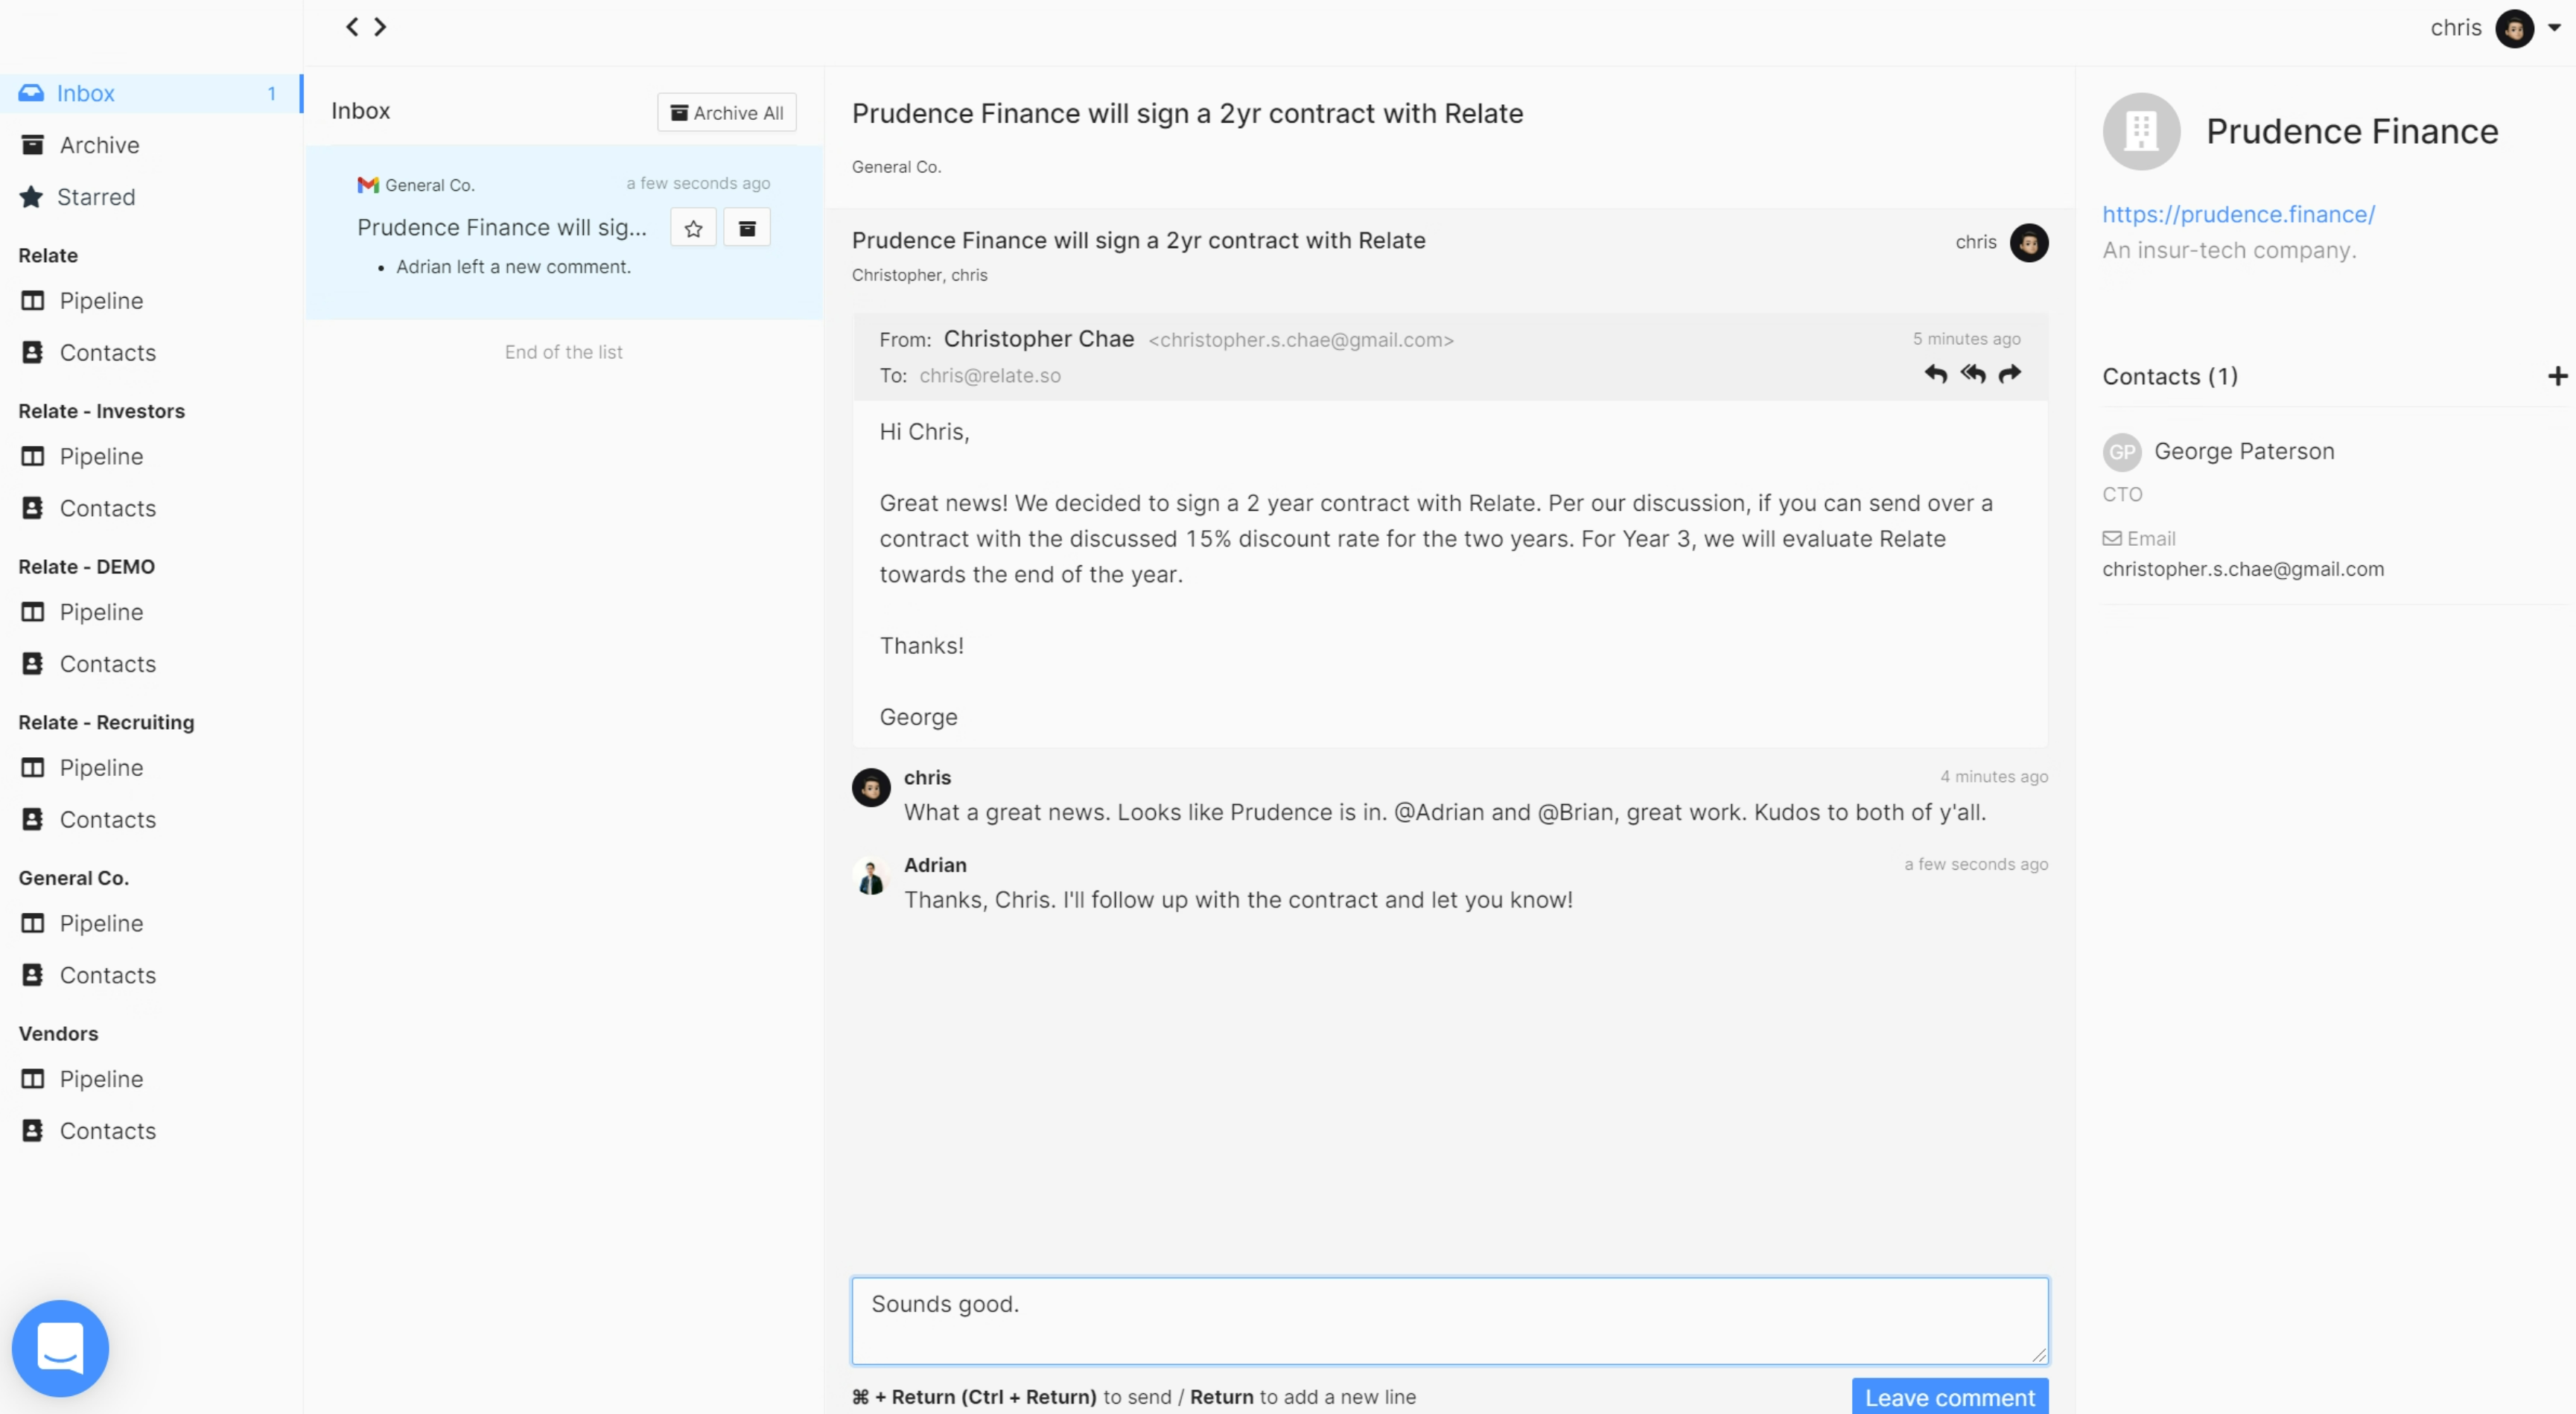 chris
Inbox 1
Archive
Starred
Relate
Pipeline
Contacts
Relate - Investors
Pipeline
Contacts
Relate - DEMO
Pipeline
Contacts
Relate - Recruiting
Pipeline
Contacts
General Co.
Pipeline
Contacts
Vendors
Pipeline
Contacts
Inbox
Archive All
General Co. a few seconds ago
Prudence Finance will sig...
• Adrian left a new comment.
End of the list
Prudence Finance will sign a 2yr contract with Relate
General Co.
Prudence Finance will sign a 2yr contract with Relate
chris
Christopher, chris
From: Christopher Chae <christopher.s.chae@gmail.com> 5 minutes ago
To: chris@relate.so
Hi Chris,
Great news! We decided to sign a 2 year contract with Relate. Per our discussion, if you can send over a
contract with the discussed 15% discount rate for the two years. For Year 3, we will evaluate Relate
towards the end of the year.
Thanks!
George
chris 4 minutes ago
What a great news. Looks like Prudence is in. @Adrian and @Brian, great work. Kudos to both of y'all.
Adrian a few seconds ago
Thanks, Chris. I'll follow up with the contract and let you know!
Sounds good.
⌘ + Return (Ctrl + Return) to send / Return to add a new line
Leave comment
Prudence Finance
https://prudence.finance/
An insur-tech company.
Contacts (1) +
GP George Paterson
CTO
Email
christopher.s.chae@gmail.com